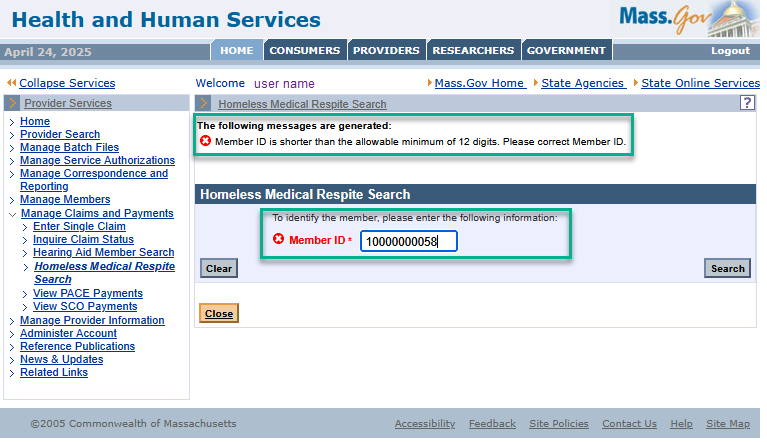 Health and Human Services
Mass.Gov
April 24, 2025
HOME CONSUMERS PROVIDERS RESEARCHERS GOVERNMENT Logout
Collapse Services Welcome user name Mass.Gov Home State Agencies State Online Services
Provider Services
Home
Provider Search
Manage Batch Files
Manage Service Authorizations
Manage Correspondence and
Reporting
Manage Members
Manage Claims and Payments
Enter Single Claim
Inquire Claim Status
Hearing Aid Member Search
Homeless Medical Respite
Search
View PACE Payments
View SCO Payments
Manage Provider Information
Administer Account
Reference Publications
News & Updates
Related Links
Homeless Medical Respite Search ?
The following messages are generated:
Member ID is shorter than the allowable minimum of 12 digits. Please correct Member ID.
Homeless Medical Respite Search
To identify the member, please enter the following information:
Member ID * 10000000058
Clear Search
Close
©2005 Commonwealth of Massachusetts Accessibility Feedback Site Policies Contact Us Help Site Map